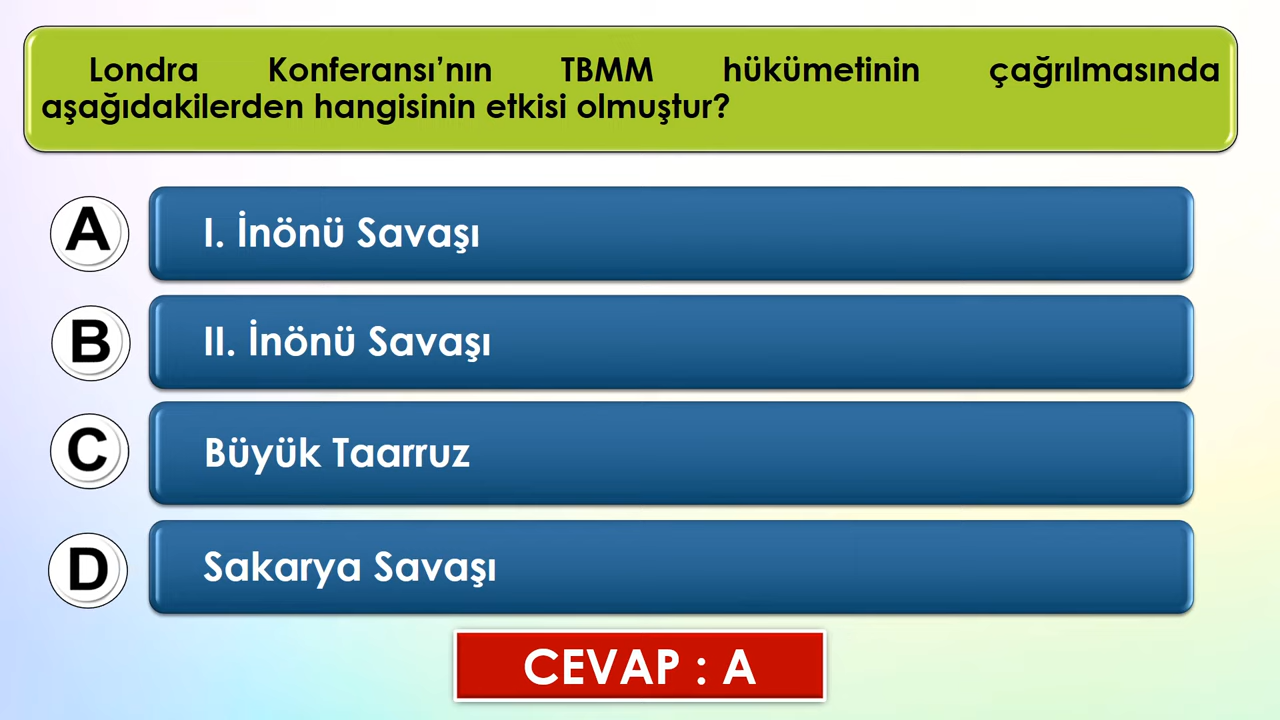 Londra Konferansı’nın TBMM hükümetinin çağrılmasında
aşağıdakilerden hangisinin etkisi olmuştur?
A I. İnönü Savaşı
B II. İnönü Savaşı
C Büyük Taarruz
D Sakarya Savaşı
CEVAP : A